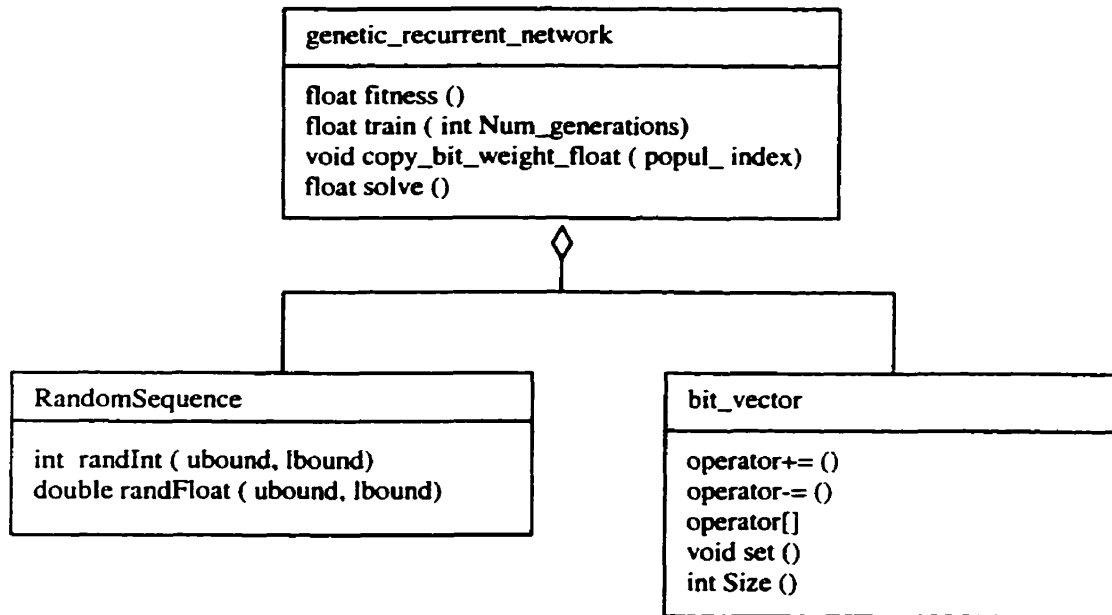 genetic_recurrent_network
float fitness ()
float train ( int Num_generations)
void copy_bit_weight_float ( popul_ index)
float solve ()
RandomSequence
int randInt ( ubound, lbound)
double randFloat ( ubound, lbound)
bit_vector
operator+= ()
operator-= ()
operator[]
void set ()
int Size ()